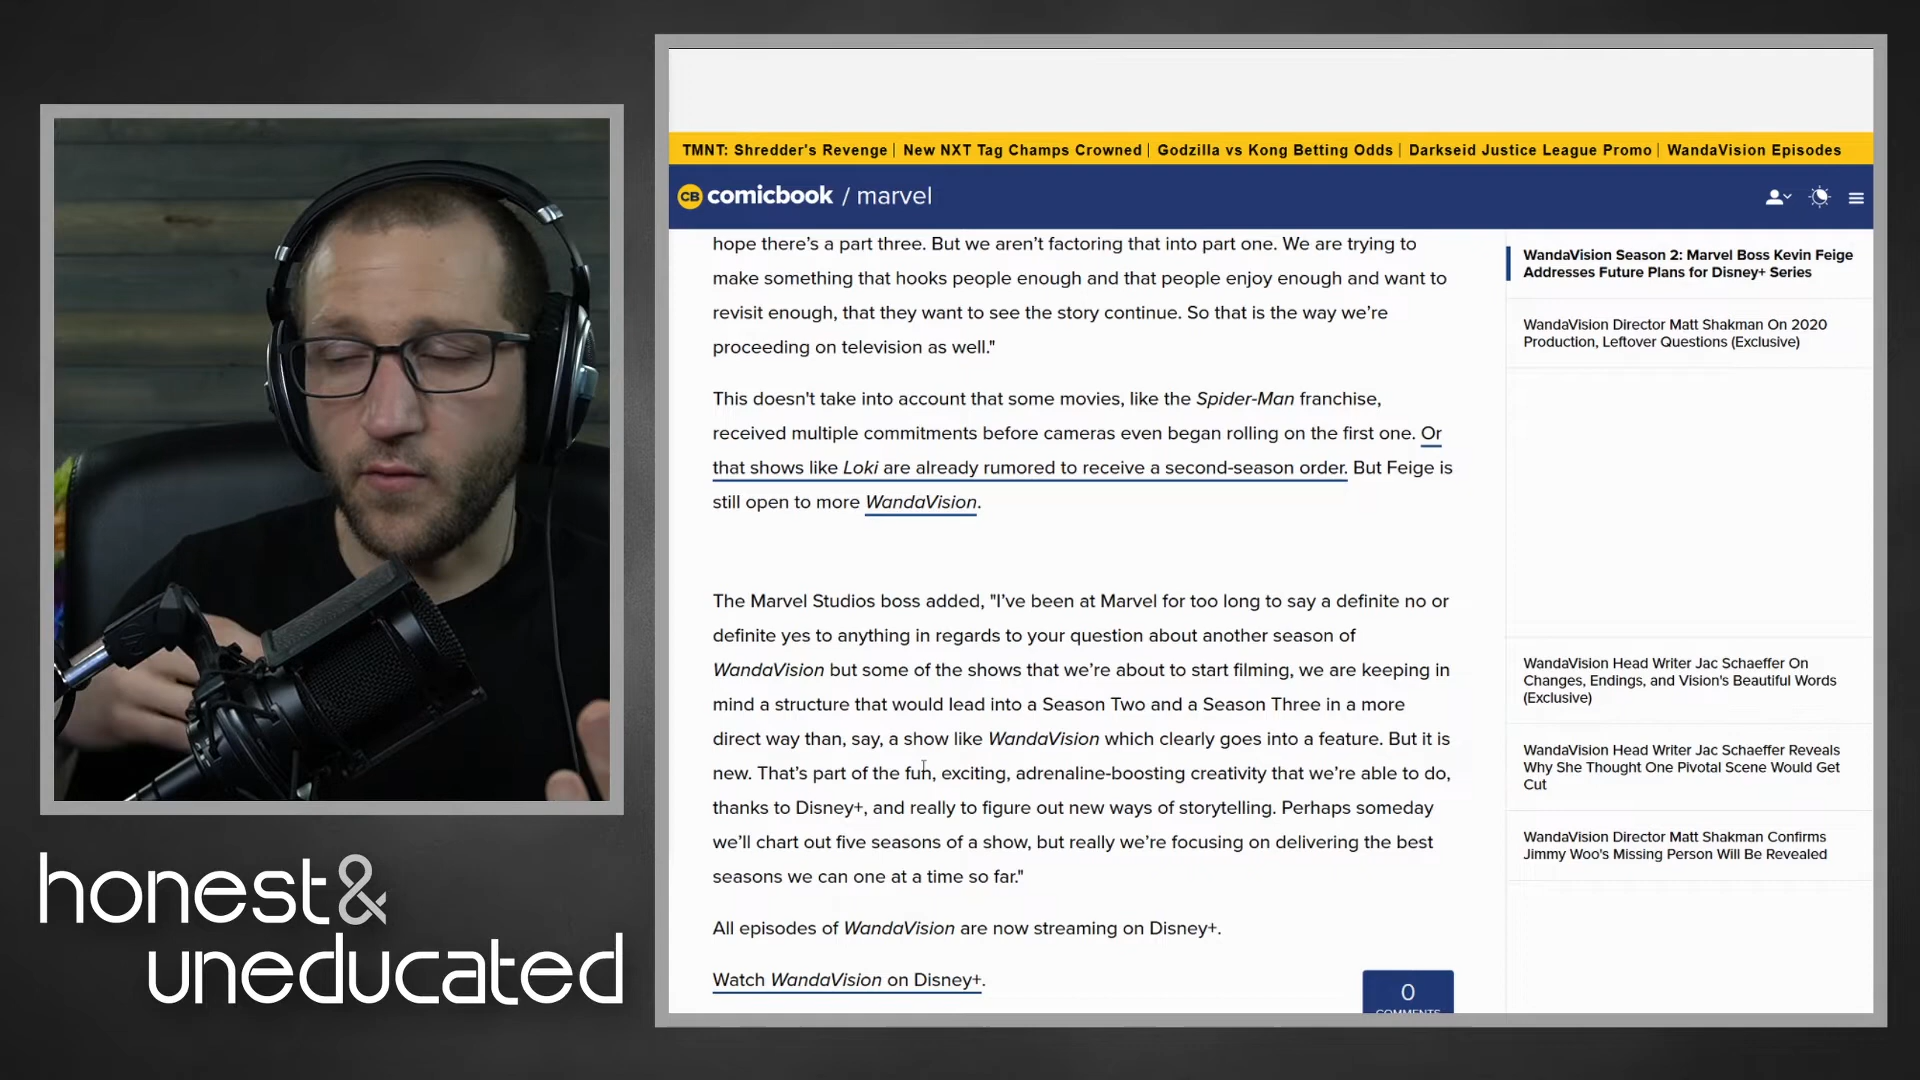 TMNT: Shredder's Revenge | New NXT Tag Champs Crowned | Godzilla vs Kong Betting Odds | Darkseid Justice League Promo | WandaVision Episodes
CB comicbook / marvel
hope there's a part three. But we aren't factoring that into part one. We are trying to
make something that hooks people enough and that people enjoy enough and want to
revisit enough, that they want to see the story continue. So that is the way we're
proceeding on television as well."
This doesn't take into account that some movies, like the Spider-Man franchise,
received multiple commitments before cameras even began rolling on the first one. Or
that shows like Loki are already rumored to receive a second-season order. But Feige is
still open to more WandaVision.
The Marvel Studios boss added, "I've been at Marvel for too long to say a definite no or
definite yes to anything in regards to your question about another season of
WandaVision but some of the shows that we're about to start filming, we are keeping in
mind a structure that would lead into a Season Two and a Season Three in a more
direct way than, say, a show like WandaVision which clearly goes into a feature. But it is
new. That's part of the fun, exciting, adrenaline-boosting creativity that we're able to do,
thanks to Disney+, and really to figure out new ways of storytelling. Perhaps someday
we'll chart out five seasons of a show, but really we're focusing on delivering the best
seasons we can one at a time so far."
All episodes of WandaVision are now streaming on Disney+.
Watch WandaVision on Disney+.
0
COMMENTS
WandaVision Season 2: Marvel Boss Kevin Feige
Addresses Future Plans for Disney+ Series
WandaVision Director Matt Shakman On 2020
Production, Leftover Questions (Exclusive)
WandaVision Head Writer Jac Schaeffer On
Changes, Endings, and Vision's Beautiful Words
(Exclusive)
WandaVision Head Writer Jac Schaeffer Reveals
Why She Thought One Pivotal Scene Would Get
Cut
WandaVision Director Matt Shakman Confirms
Jimmy Woo's Missing Person Will Be Revealed
honest&
uneducated